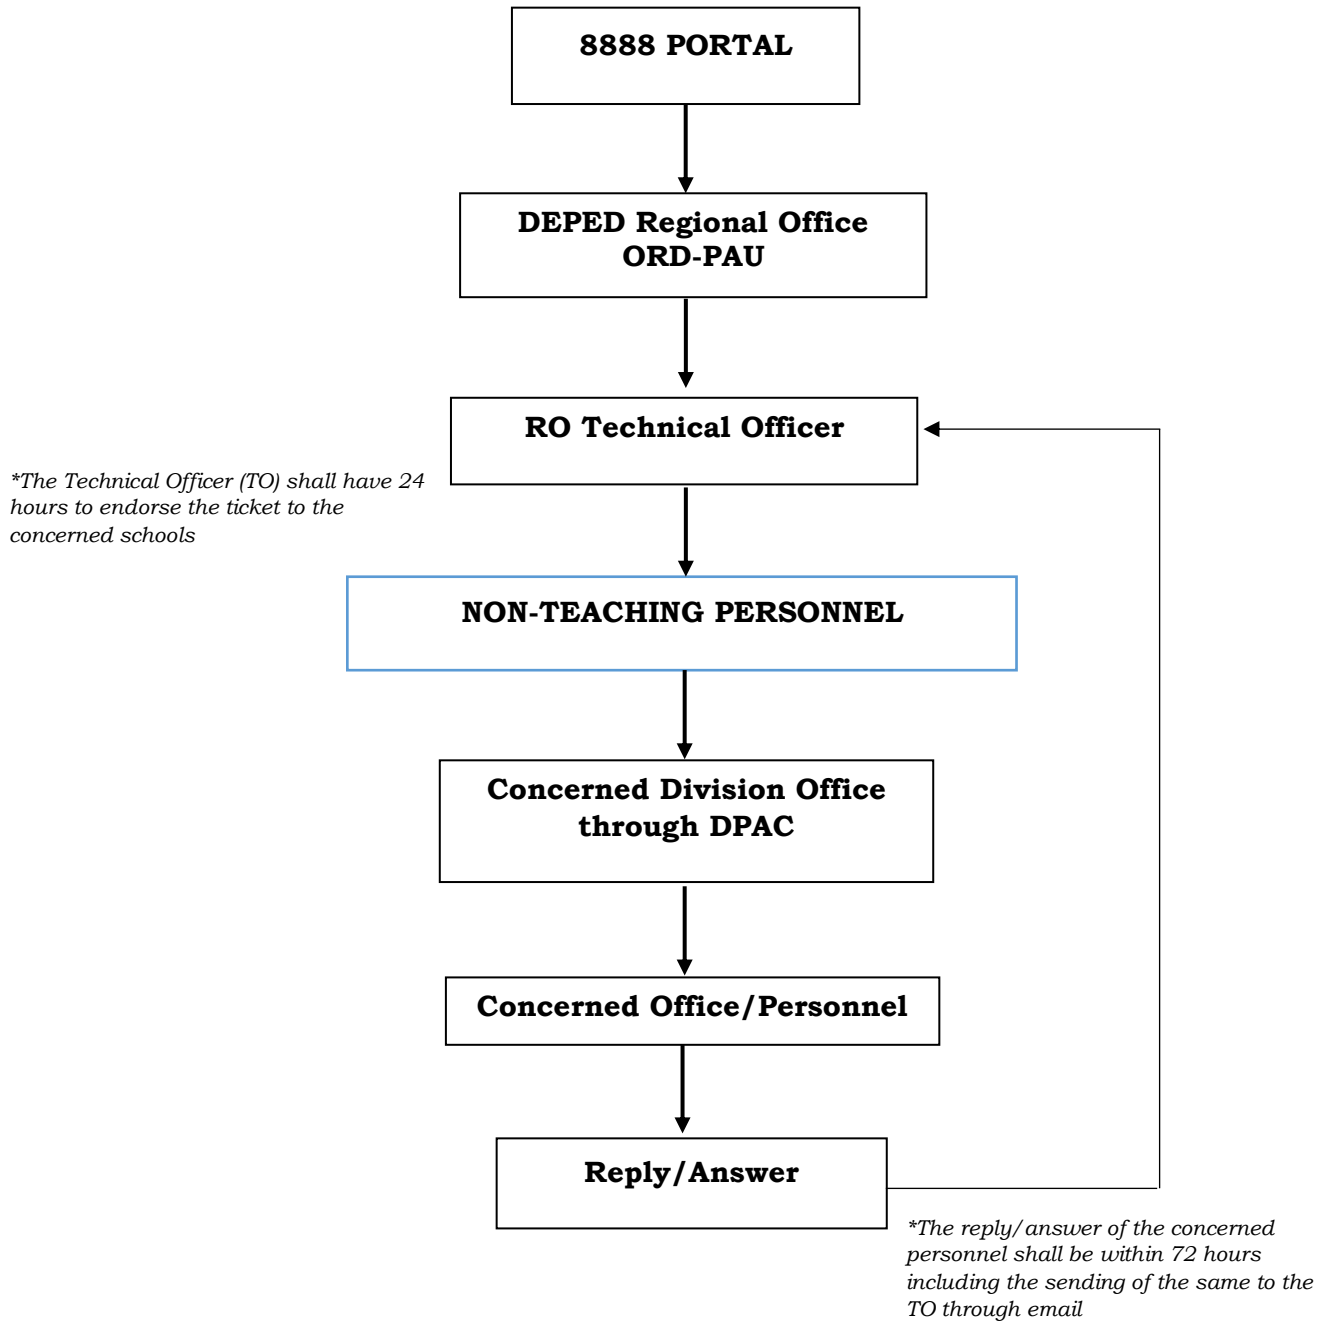 8888 PORTAL
DEPED Regional Office
ORD-PAU
RO Technical Officer
*The Technical Officer (TO) shall have 24
hours to endorse the ticket to the
concerned schools
NON-TEACHING PERSONNEL
Concerned Division Office
through DPAC
Concerned Office/Personnel
Reply/Answer
*The reply/answer of the concerned
personnel shall be within 72 hours
including the sending of the same to the
TO through email